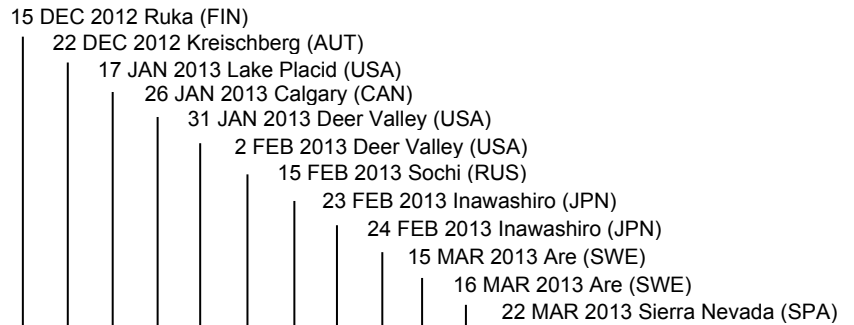 15 DEC 2012 Ruka (FIN)
22 DEC 2012 Kreischberg (AUT)
17 JAN 2013 Lake Placid (USA)
26 JAN 2013 Calgary (CAN)
31 JAN 2013 Deer Valley (USA)
2 FEB 2013 Deer Valley (USA)
15 FEB 2013 Sochi (RUS)
23 FEB 2013 Inawashiro (JPN)
24 FEB 2013 Inawashiro (JPN)
15 MAR 2013 Are (SWE)
16 MAR 2013 Are (SWE)
22 MAR 2013 Sierra Nevada (SPA)